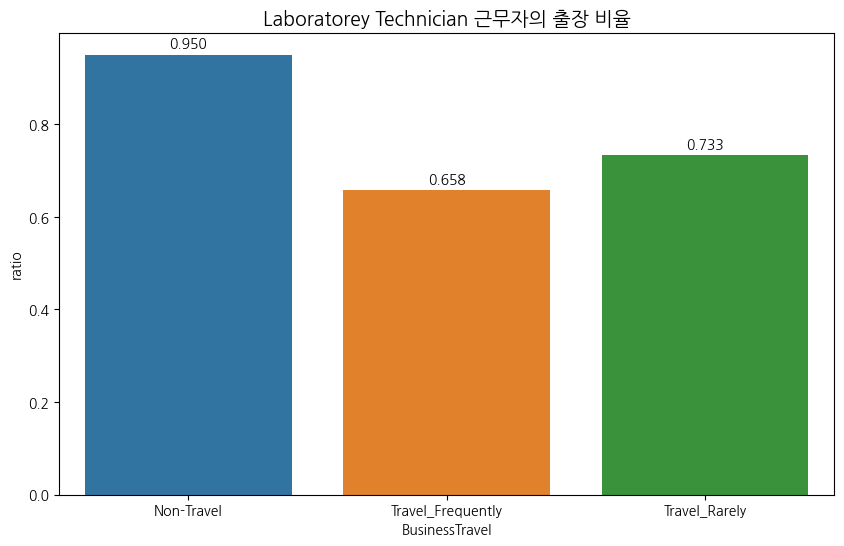 Laboratorey Technician 근무자의 출장 비율
0.950
0.658
0.733
ratio
0.8
0.6
0.4
0.2
0.0
Non-Travel
Travel_Frequently
Travel_Rarely
BusinessTravel